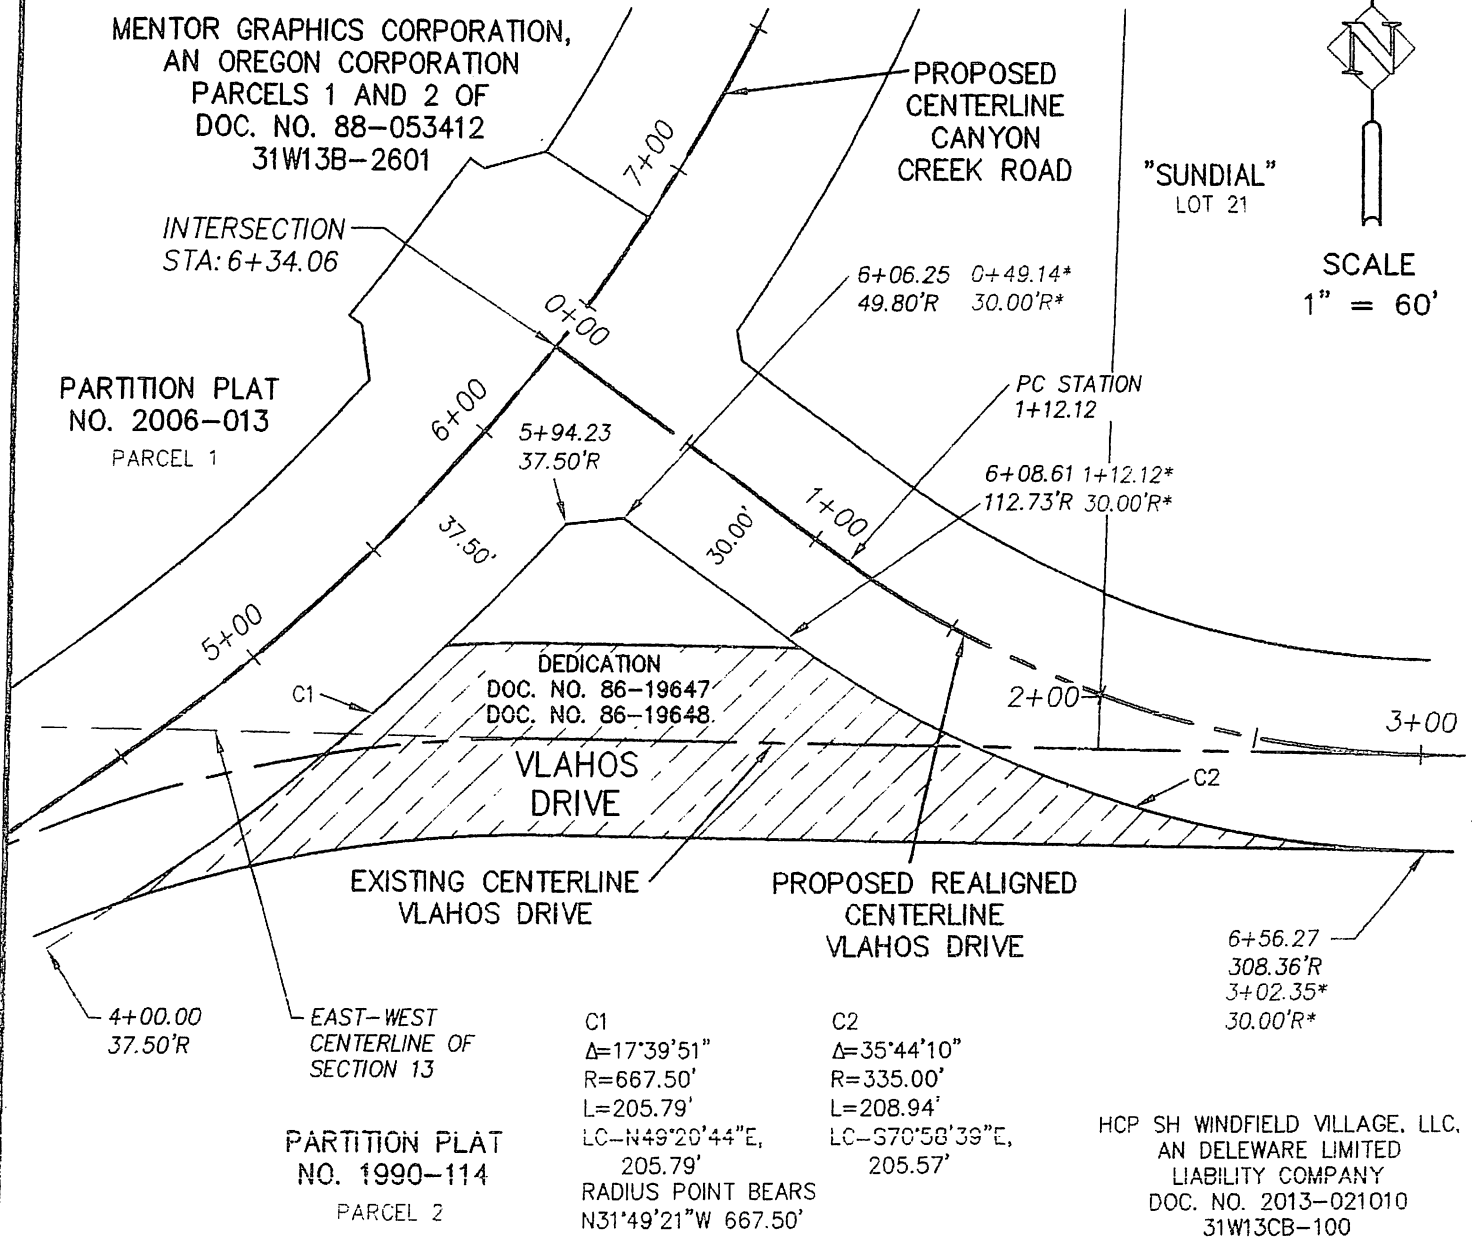 MENTOR GRAPHICS CORPORATION,
AN OREGON CORPORATION
PARCELS 1 AND 2 OF
DOC. NO. 88-053412
31W13B-2601
PROPOSED
CENTERLINE
CANYON
CREEK ROAD
N
"SUNDIAL"
LOT 21
SCALE
1" = 60'
7+00
INTERSECTION
STA: 6+34.06
0+00
6+06.25 0+49.14*
49.80'R 30.00'R*
PARTITION PLAT
NO. 2006-013
PARCEL 1
6+00
5+94.23
37.50'R
PC STATION
1+12.12
6+08.61 1+12.12*
112.73'R 30.00'R*
37.50'
30.00'
1+00
5+00
C1
DEDICATION
DOC. NO. 86-19647
DOC. NO. 86-19648
2+00
3+00
VLAHOS
DRIVE
C2
EXISTING CENTERLINE
VLAHOS DRIVE
PROPOSED REALIGNED
CENTERLINE
VLAHOS DRIVE
6+56.27
308.36'R
3+02.35*
30.00'R*
4+00.00
37.50'R
EAST-WEST
CENTERLINE OF
SECTION 13
C1
Δ=17°39'51"
R=667.50'
L=205.79'
LC-N49°20'44"E,
205.79'
RADIUS POINT BEARS
N31°49'21"W 667.50'
C2
Δ=35°44'10"
R=335.00'
L=208.94'
LC-S70°58'39"E,
205.57'
PARTITION PLAT
NO. 1990-114
PARCEL 2
HCP SH WINDFIELD VILLAGE, LLC,
AN DELEWARE LIMITED
LIABILITY COMPANY
DOC. NO. 2013-021010
31W13CB-100